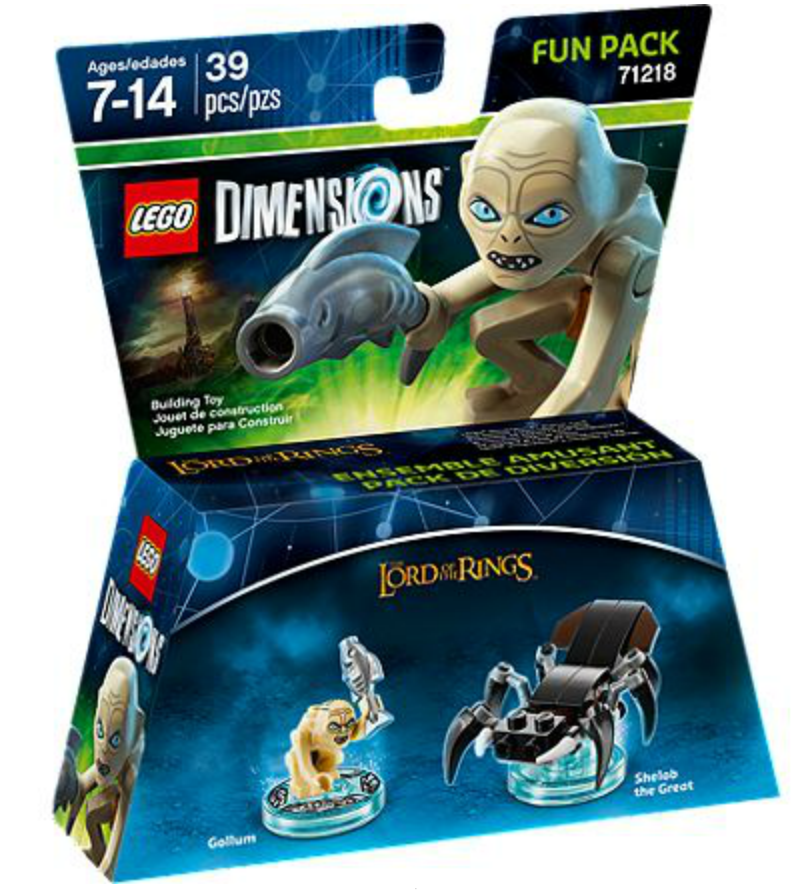 Ages/edades
7-14
39
pcs/pzs
FUN PACK
71218
LEGO
DIMENSIONS™
Building Toy
Jouet de construction
Juguete para Construir
THE LORD OF THE RINGS
ENSEMBLE AMUSANT
PACK DE DIVERSIÓN
LEGO
DIMENSIONS
THE LORD OF THE RINGS™
Gollum
Shelob
the Great